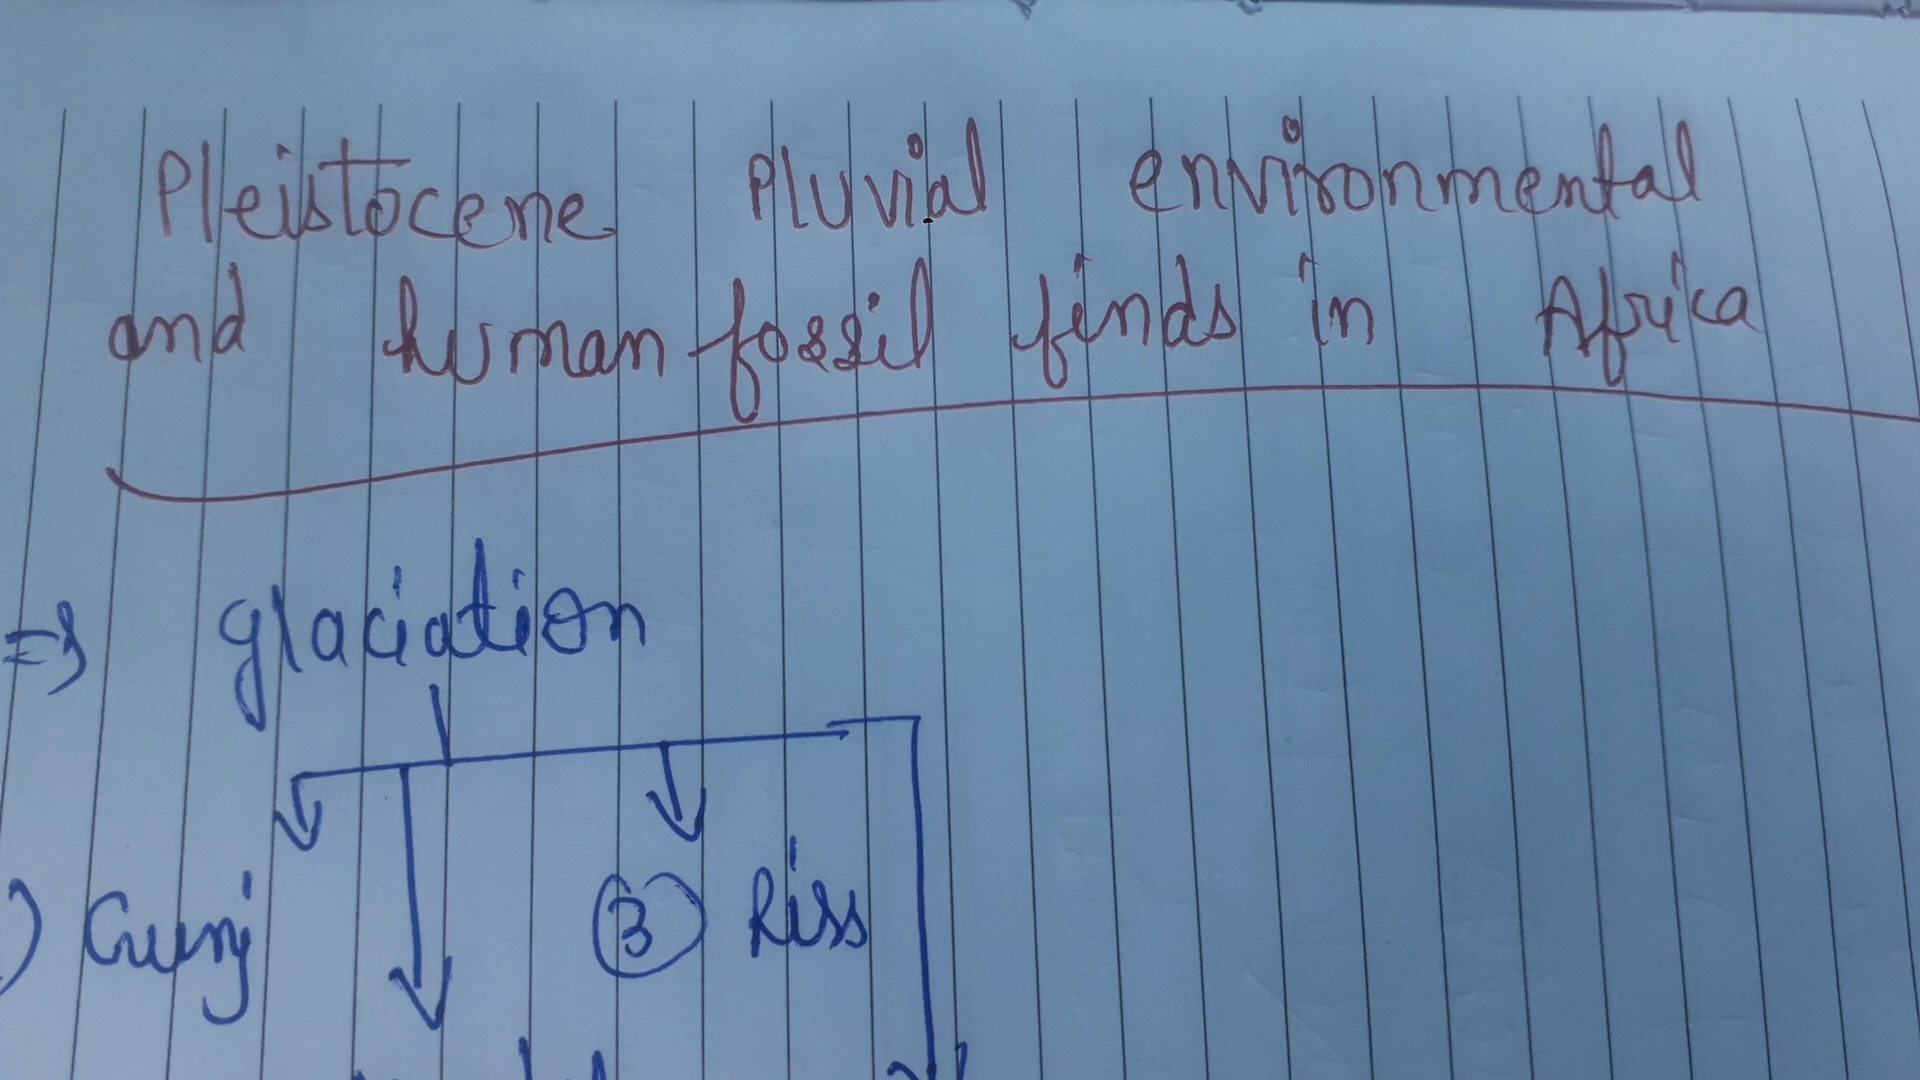 Pleistocene Pluvial environmental
and human fossil finds in Africa
=> glaciation
) Gunj
③ Riss